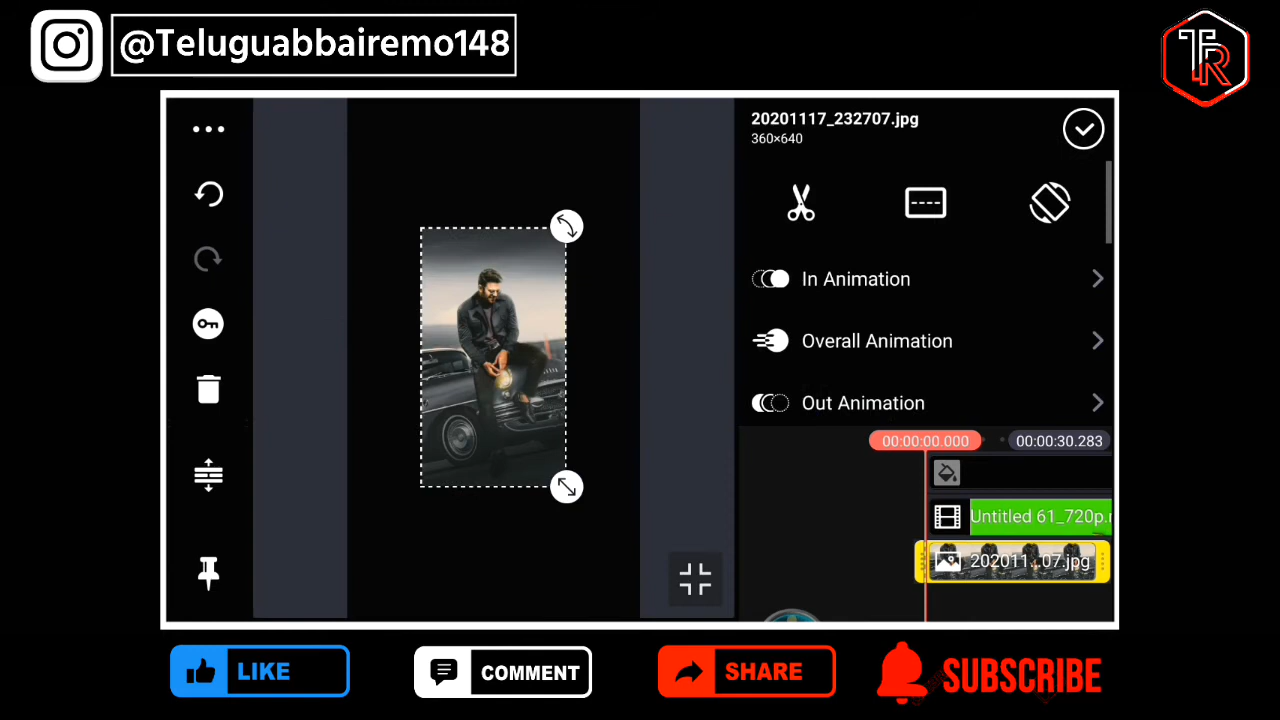 @Teluguabbairemo148
TR
20201117_232707.jpg
360×640
In Animation
Overall Animation
Out Animation
00:00:00.000
00:00:30.283
Untitled 61_720p.
202011...07.jpg
LIKE
COMMENT
SHARE
SUBSCRIBE